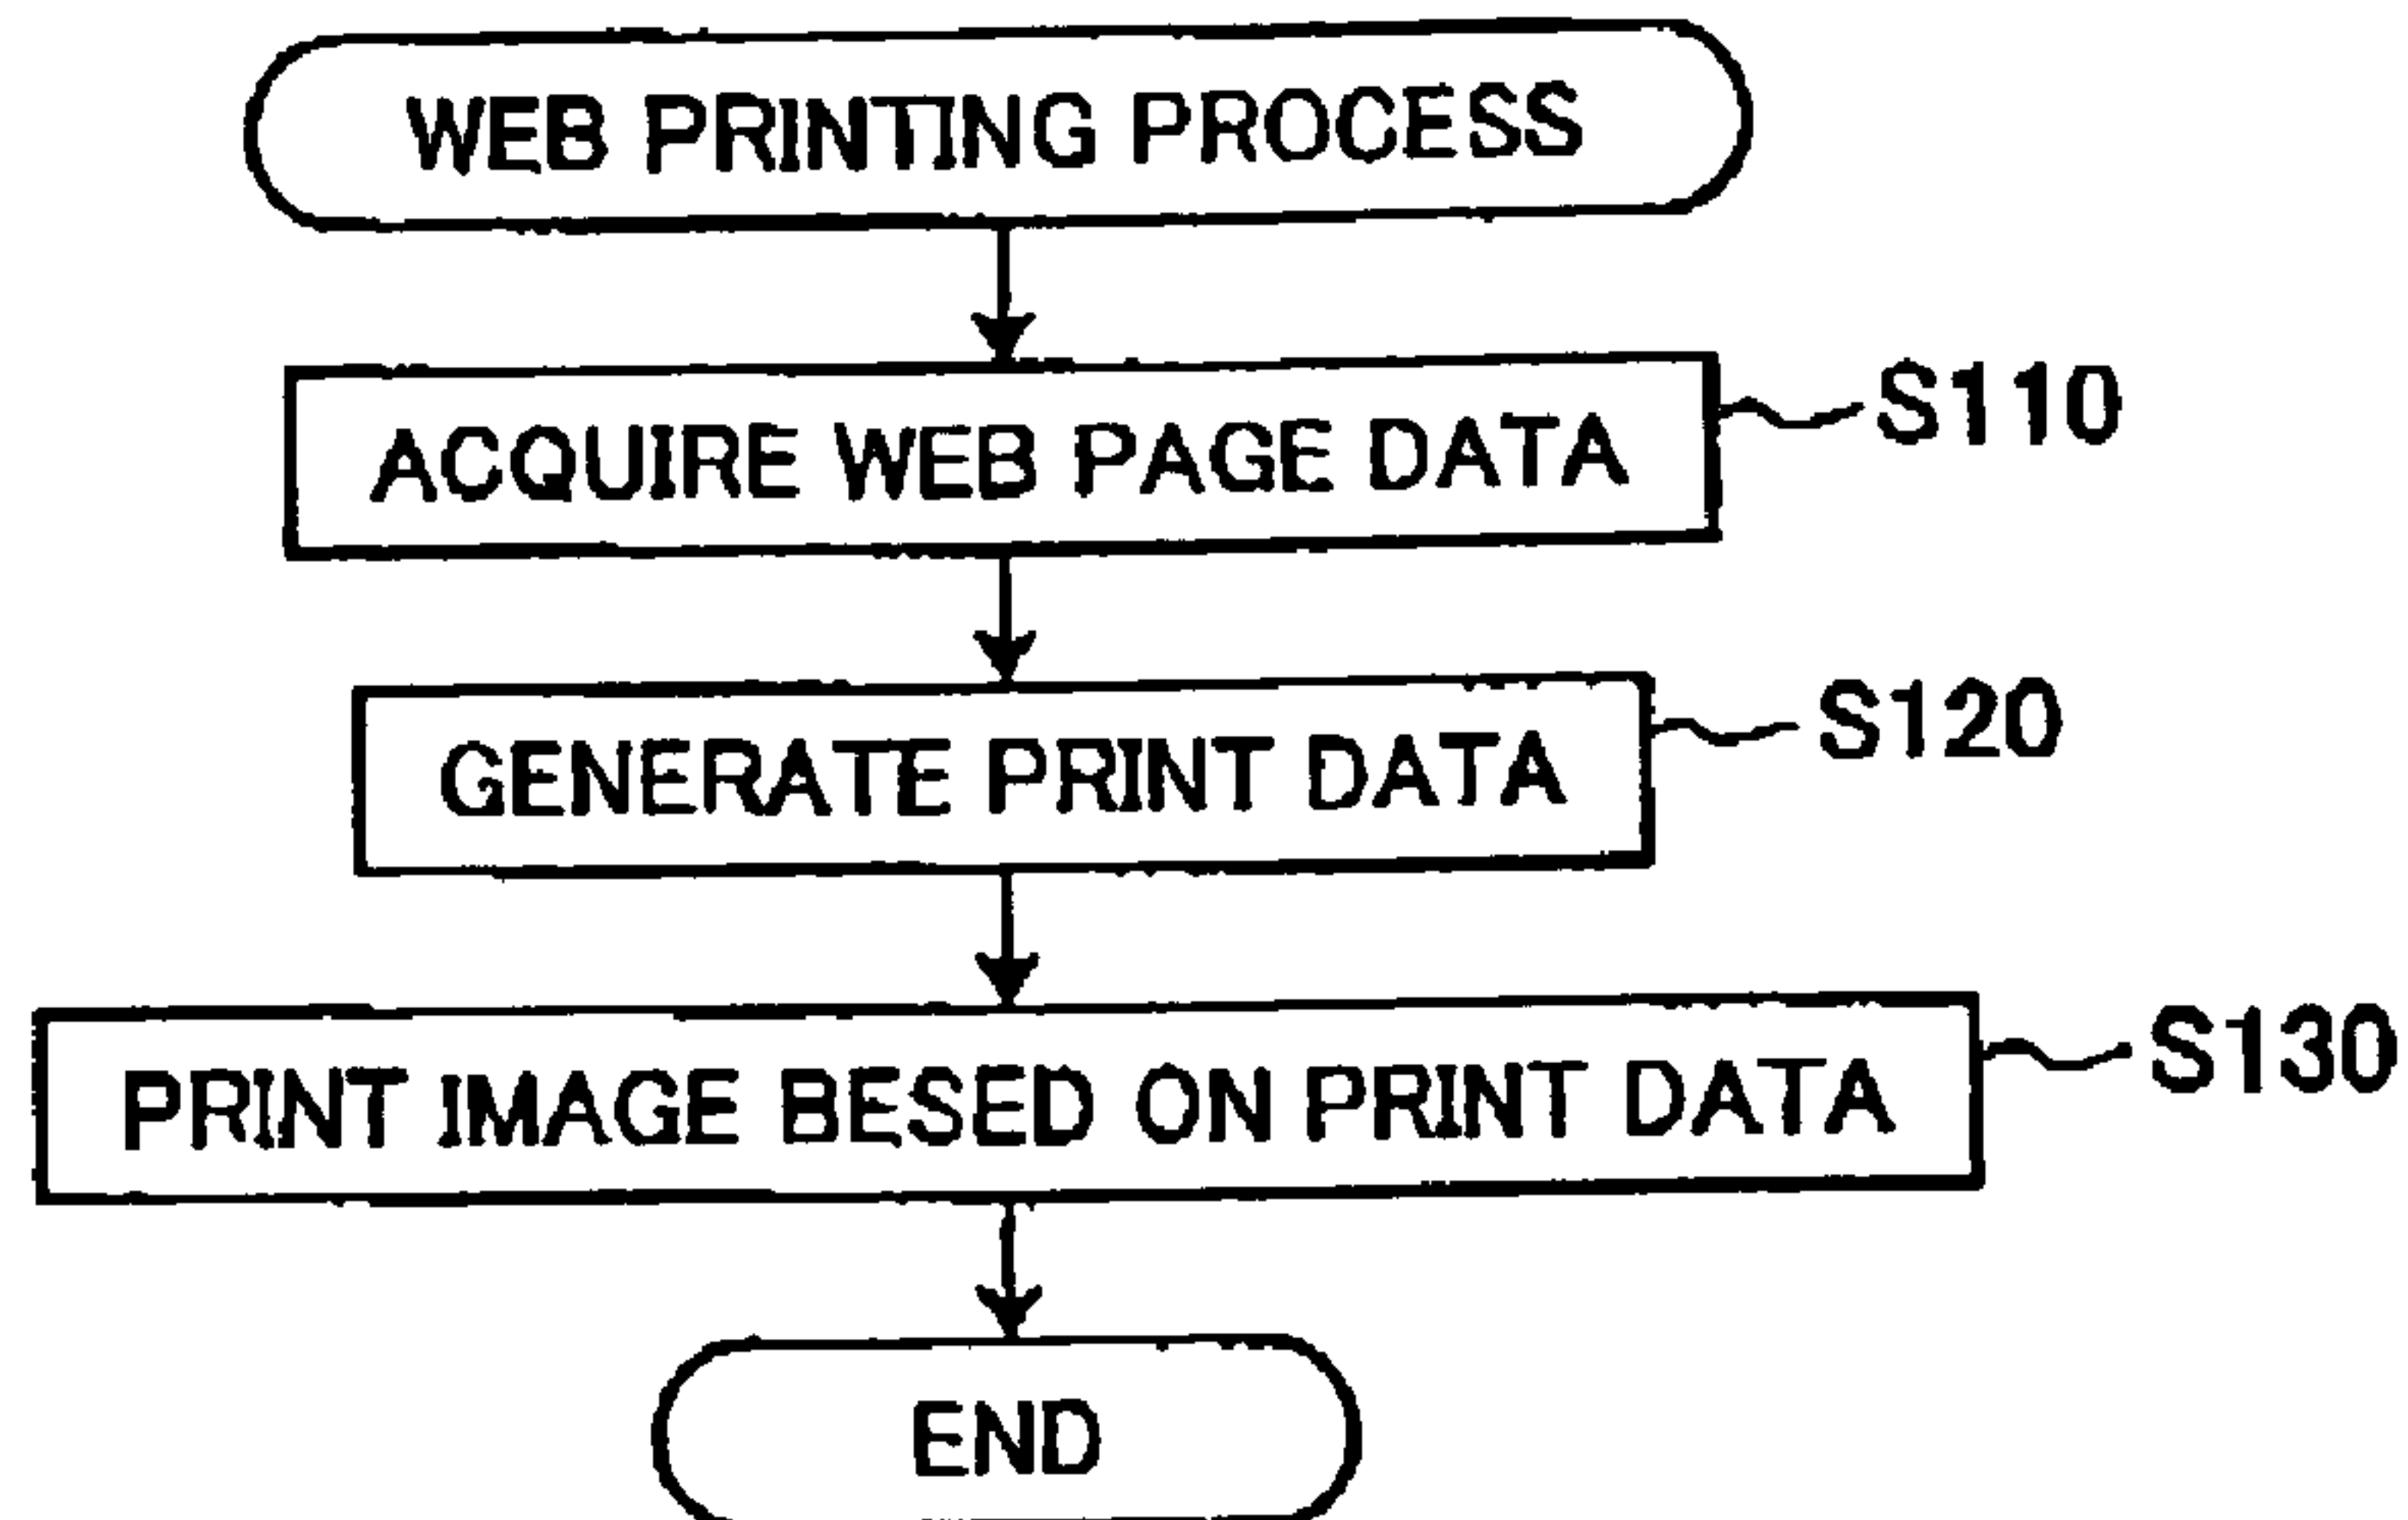 WEB PRINTING PROCESS
ACQUIRE WEB PAGE DATA
S110
GENERATE PRINT DATA
S120
PRINT IMAGE BESED ON PRINT DATA
S130
END